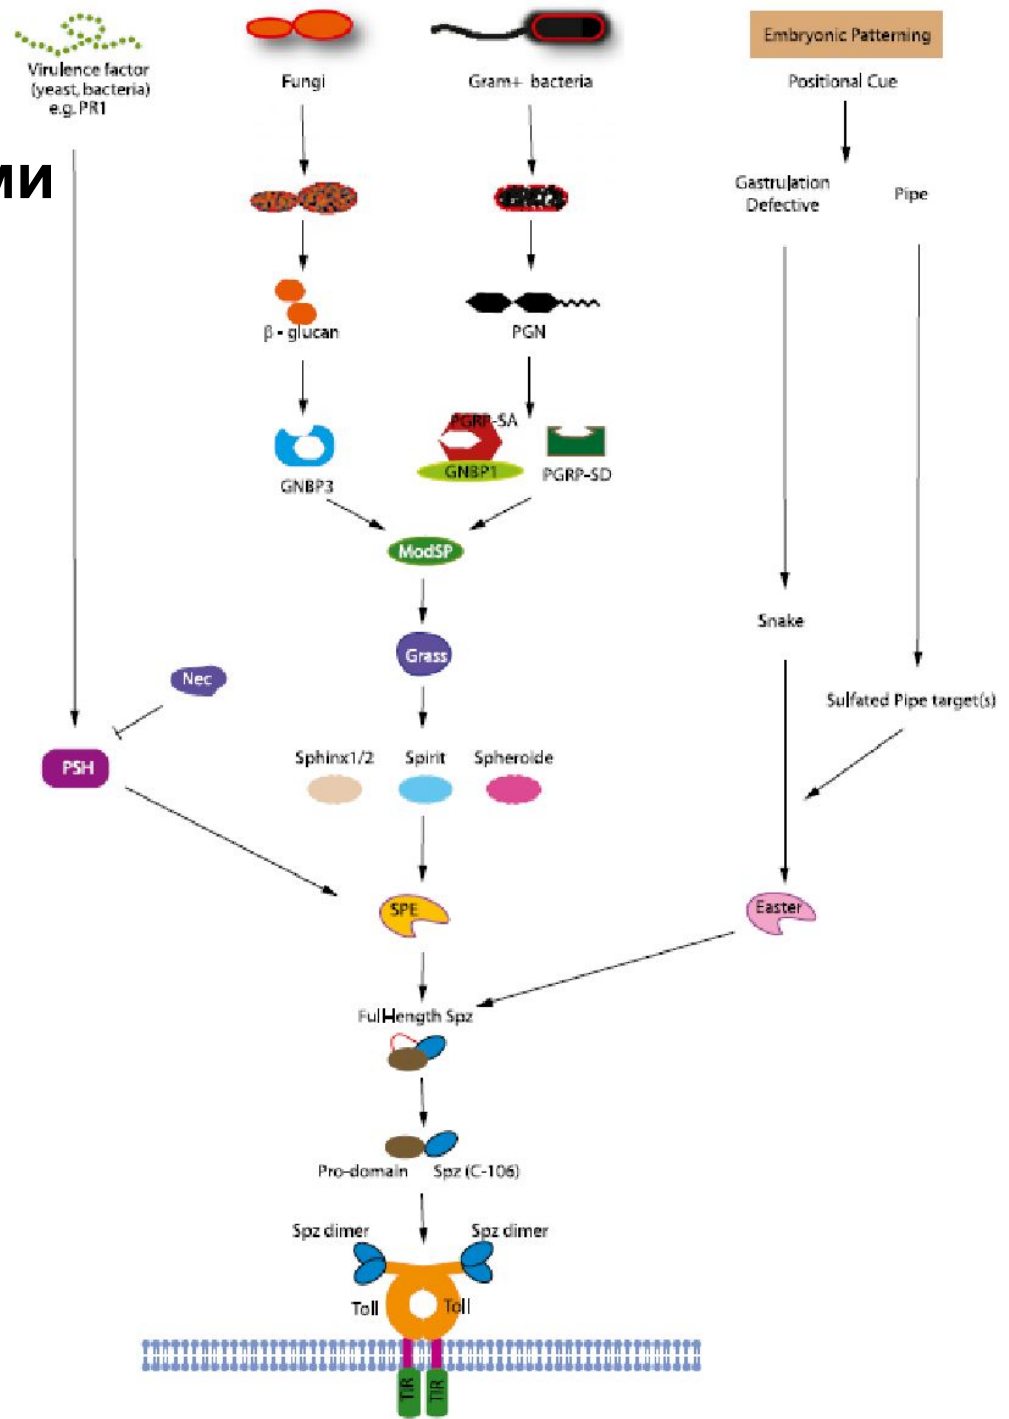 Virulence factor
(yeast, bacteria)
e.g. PR1
Fungi
Gram+ bacteria
Embryonic Patterning
Positional Cue
ми
Gastrulation
Defective
Pipe
β - glucan
PGN
PGRP-SA
GNBP1
GNBP3
PGRP-SD
ModSP
Snake
Grass
Nec
Sulfated Pipe target(s)
PSH
Sphinx1/2
Spirit
Spheroide
SPE
Easter
Full-length Spz
Pro-domain
Spz (C-106)
Spz dimer
Spz dimer
Toll
Toll
TIR
TIR